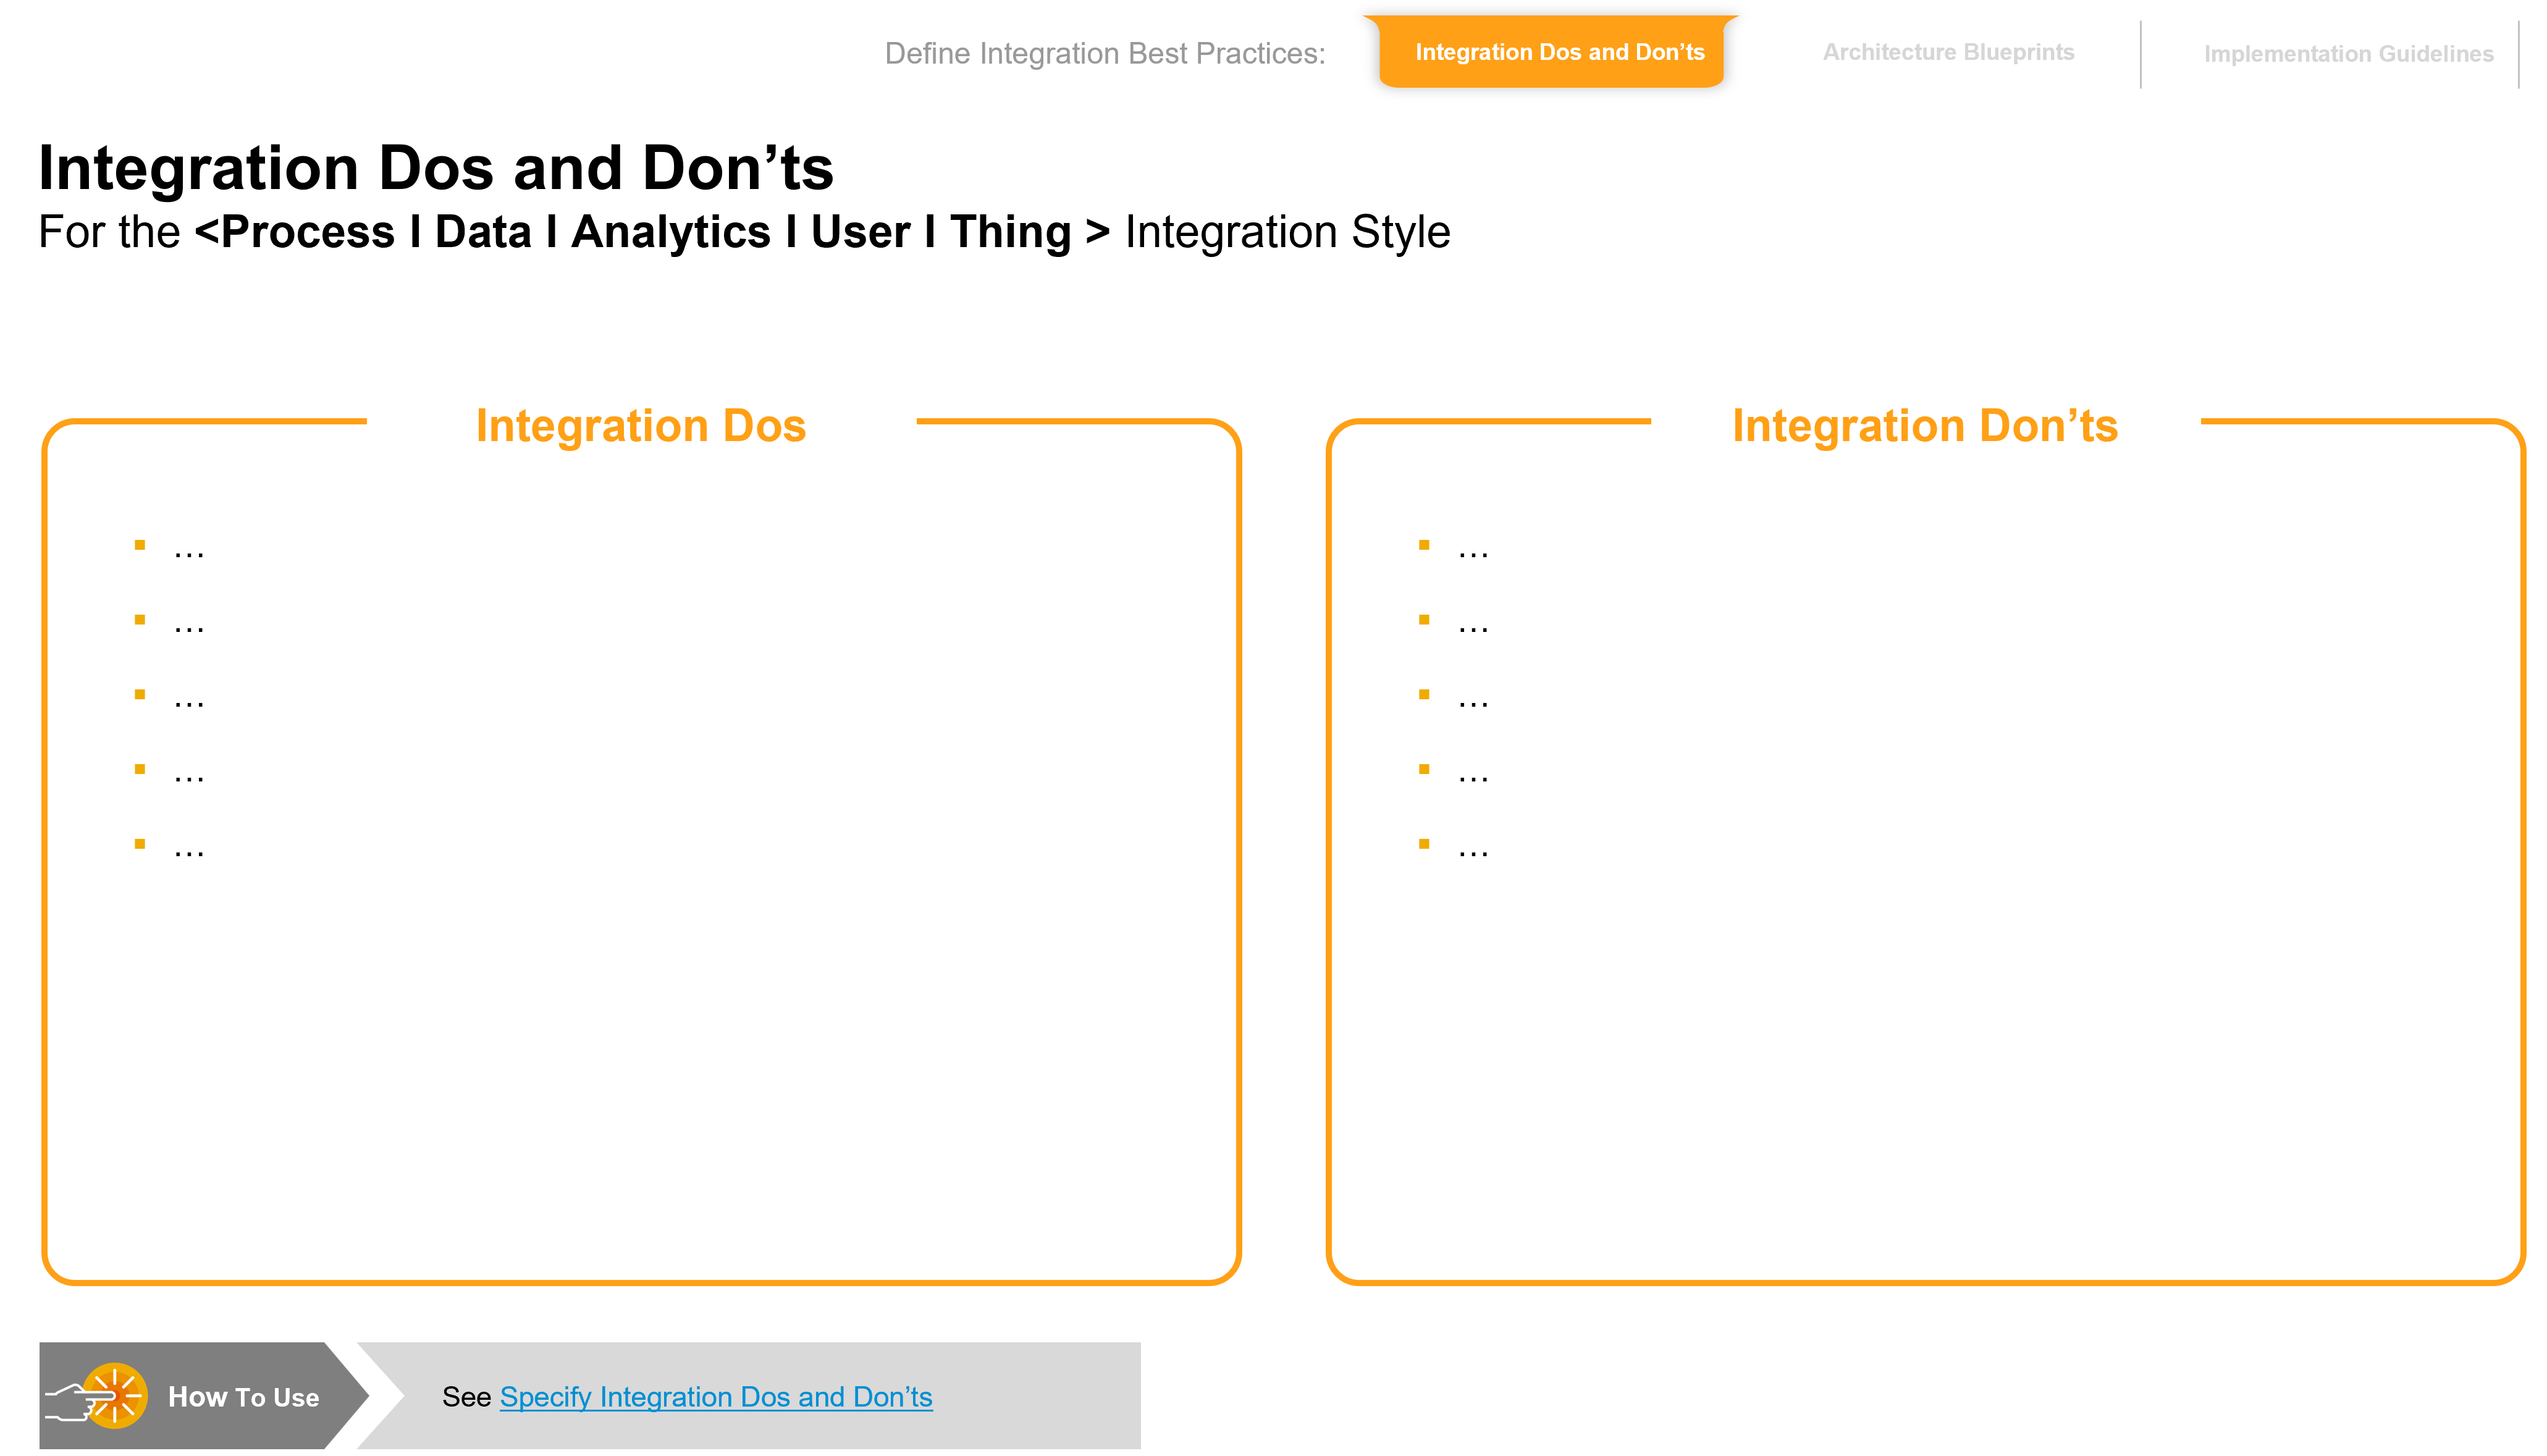 Define Integration Best Practices:
Integration Dos and Don’ts
Architecture Blueprints
Implementation Guidelines
Integration Dos and Don’ts
For the <Process I Data I Analytics I User I Thing > Integration Style
Integration Dos
…
…
…
…
…
Integration Don’ts
…
…
…
…
…
How To Use
See Specify Integration Dos and Don’ts